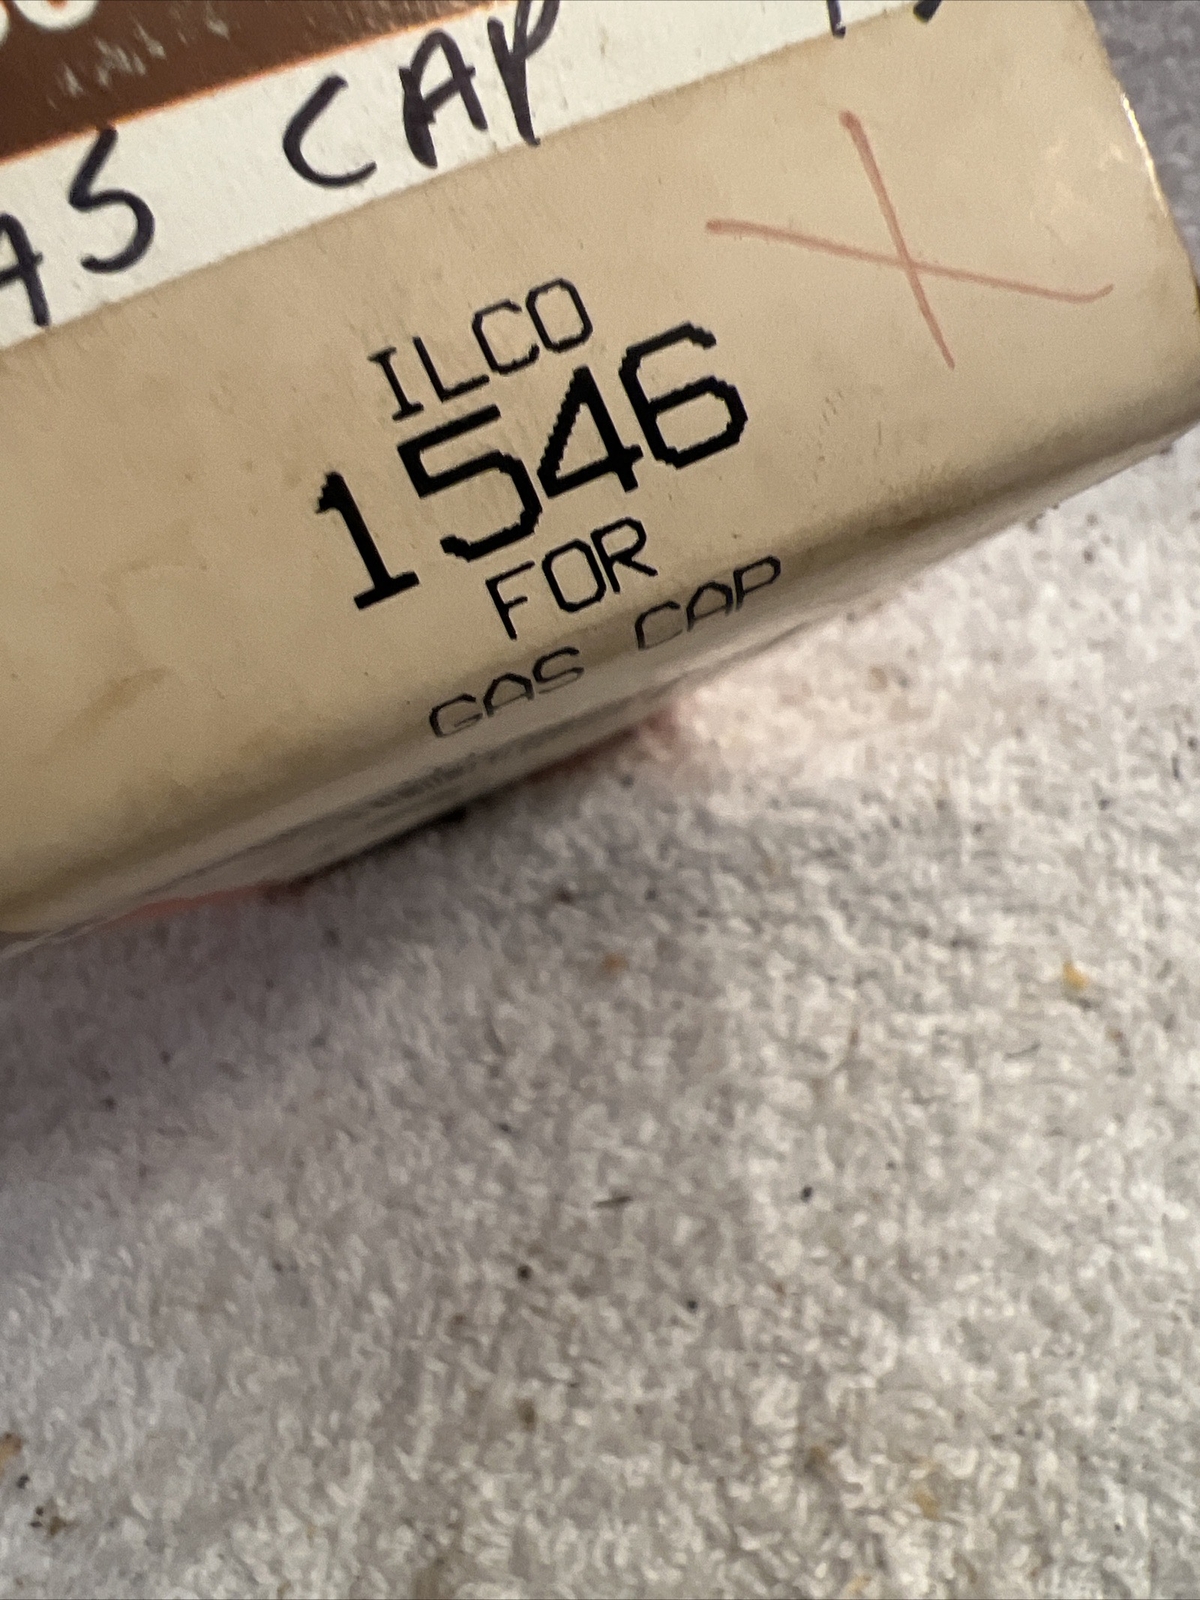 AS CAP
ILCO
1546
FOR
GAS CAP